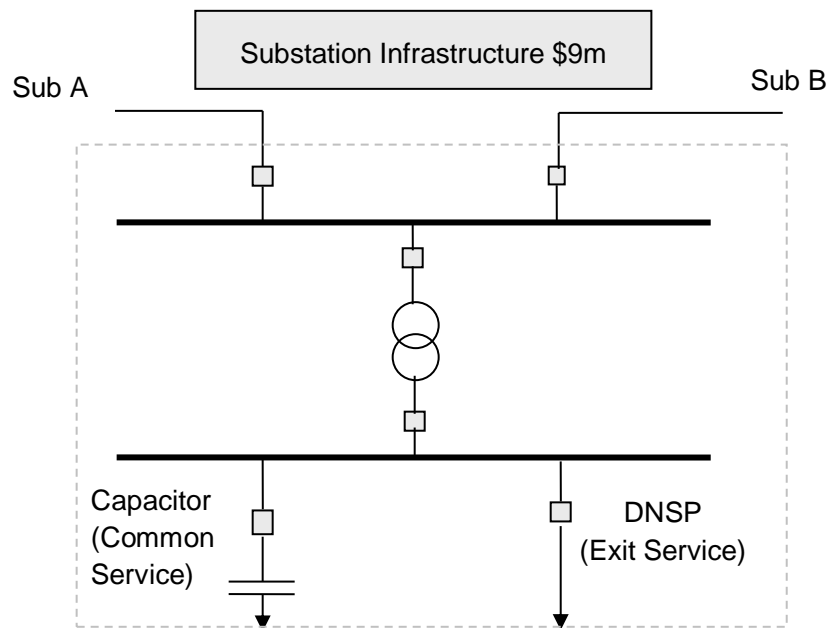 Substation Infrastructure $9m
Sub A
Sub B
Capacitor
(Common
Service)
DNSP
(Exit Service)